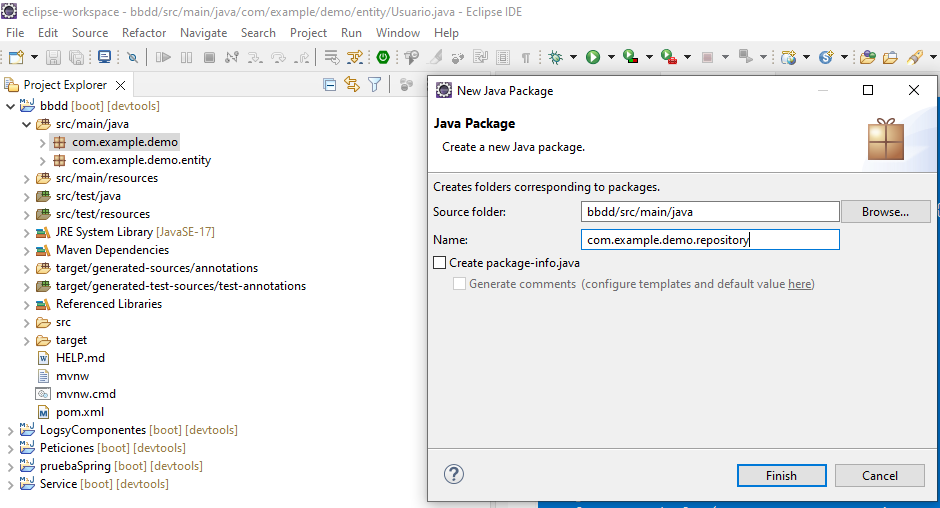 eclipse-workspace - bbdd/src/main/java/com/example/demo/entity/Usuario.java - Eclipse IDE
File Edit Source Refactor Navigate Search Project Run Window Help
Project Explorer
bbdd [boot] [devtools]
src/main/java
com.example.demo
com.example.demo.entity
src/main/resources
src/test/java
src/test/resources
JRE System Library [JavaSE-17]
Maven Dependencies
target/generated-sources/annotations
target/generated-test-sources/test-annotations
Referenced Libraries
src
target
HELP.md
mvnw
mvnw.cmd
pom.xml
LogsyComponentes [boot] [devtools]
Peticiones [boot] [devtools]
pruebaSpring [boot] [devtools]
Service [boot] [devtools]
New Java Package
Java Package
Create a new Java package.
Creates folders corresponding to packages.
Source folder: bbdd/src/main/java Browse...
Name: com.example.demo.repository
Create package-info.java
Generate comments (configure templates and default value here)
Finish Cancel